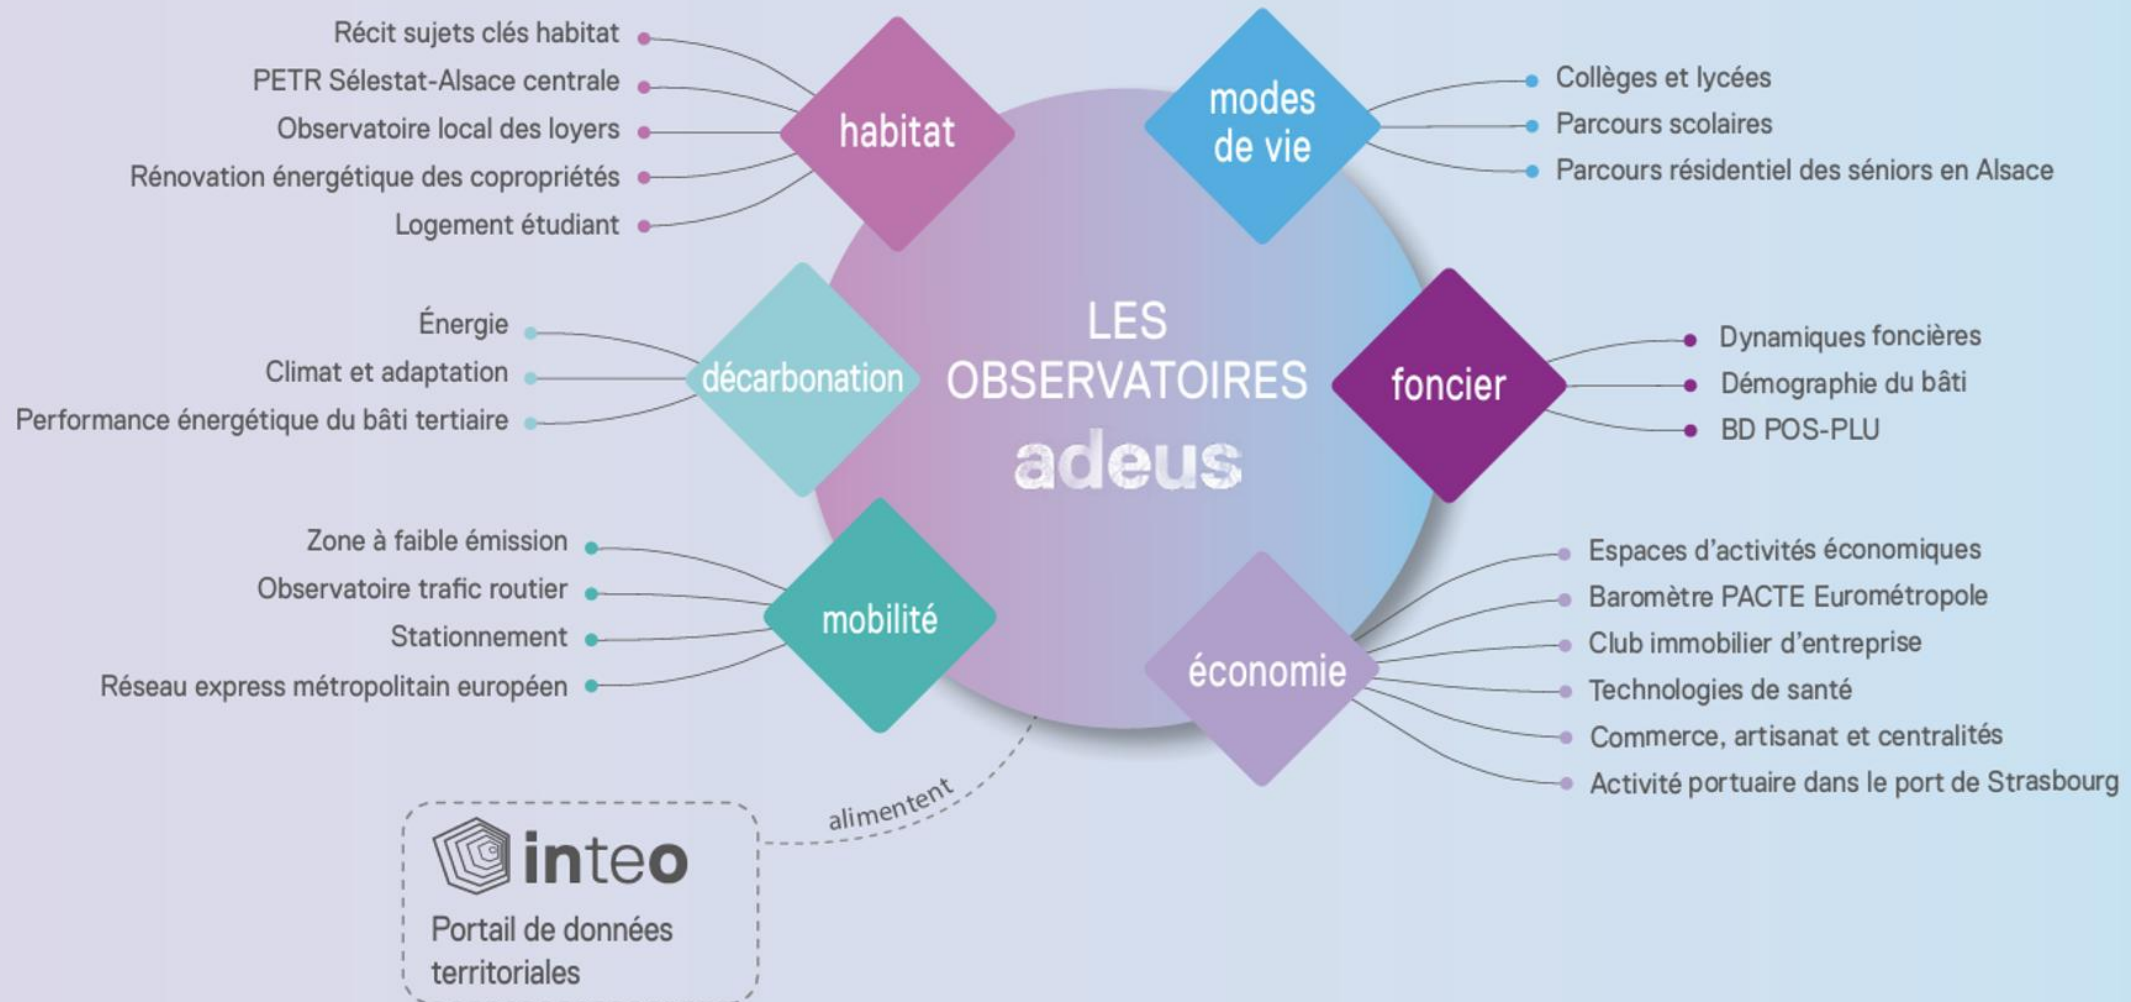 Récit sujets clés habitat
PETR Sélestat-Alsace centrale
Observatoire local des loyers
Rénovation énergétique des copropriétés
Logement étudiant
habitat
modes
de vie
Collèges et lycées
Parcours scolaires
Parcours résidentiel des séniors en Alsace
Énergie
Climat et adaptation
Performance énergétique du bâti tertiaire
décarbonation
LES
OBSERVATOIRES
adeus
foncier
Dynamiques foncières
Démographie du bâti
BD POS-PLU
Zone à faible émission
Observatoire trafic routier
Stationnement
Réseau express métropolitain européen
mobilité
économie
Espaces d'activités économiques
Baromètre PACTE Eurométropole
Club immobilier d'entreprise
Technologies de santé
Commerce, artisanat et centralités
Activité portuaire dans le port de Strasbourg
alimentent
inteo
Portail de données
territoriales